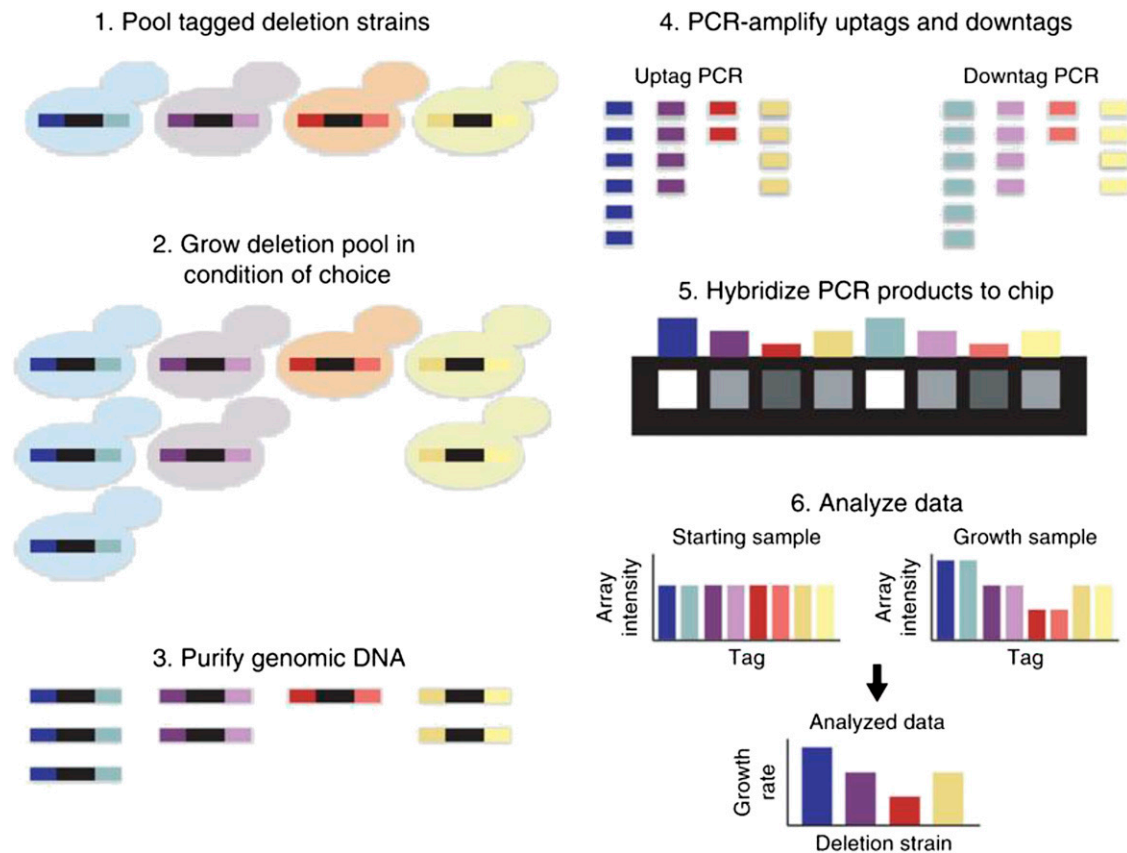 1. Pool tagged deletion strains
2. Grow deletion pool in
condition of choice
3. Purify genomic DNA
4. PCR-amplify uptags and downtags
Uptag PCR
Downtag PCR
5. Hybridize PCR products to chip
6. Analyze data
Starting sample
Array
intensity
Tag
Growth sample
Array
intensity
Tag
Analyzed data
Growth
rate
Deletion strain